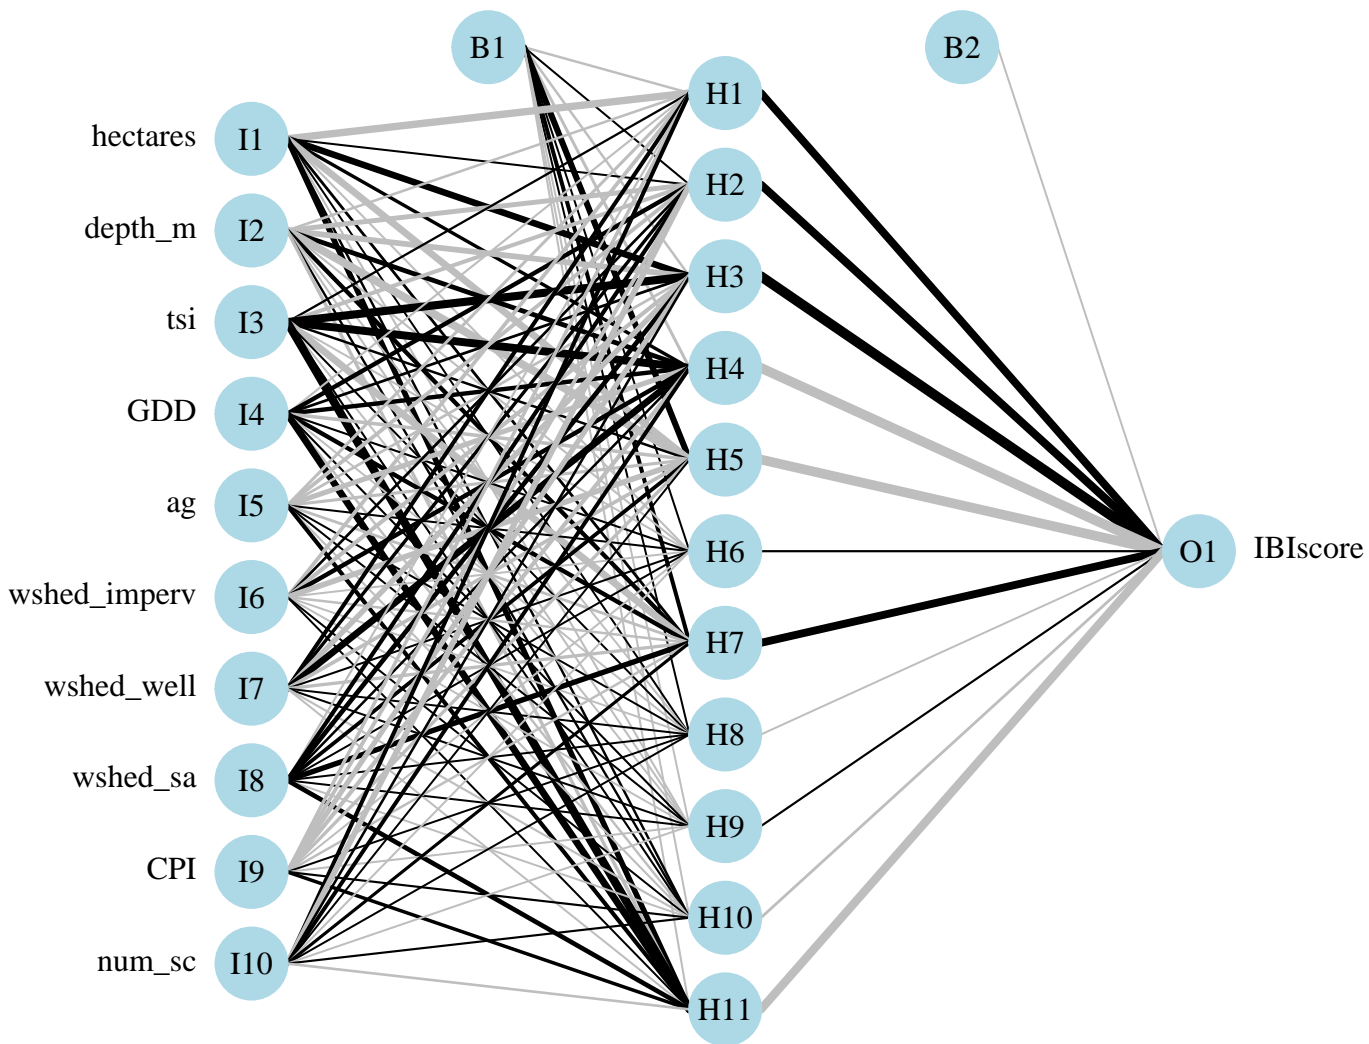 B1
B2
H1
hectares I1
H2
depth_m I2
H3
tsi I3
H4
GDD I4
H5
ag I5
H6
O1 IBIscore
wshed_imperv I6
H7
wshed_well I7
H8
wshed_sa I8
H9
CPI I9
H10
num_sc I10
H11